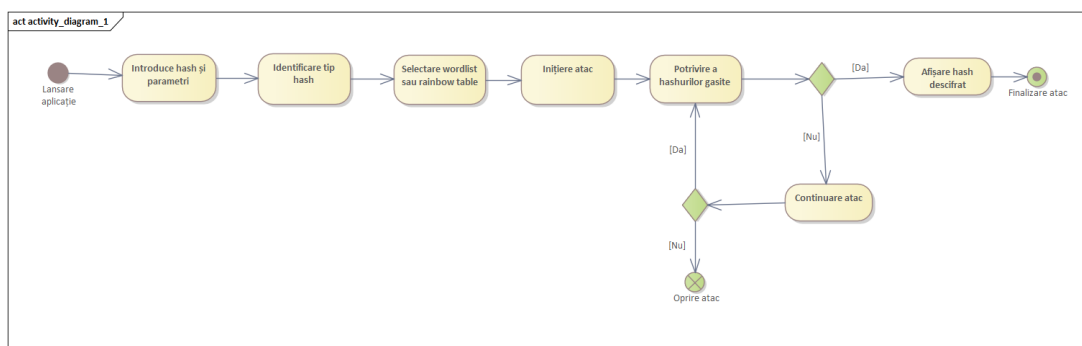 act activity_diagram_1
Lansare
aplicație
Introduce hash și
parametri
Identificare tip
hash
Selectare wordlist
sau rainbow table
Inițiere atac
Potrivire a
hashurilor gasite
[Da]
Afișare hash
descifrat
Finalizare atac
[Nu]
[Da]
Continuare atac
[Nu]
Oprire atac